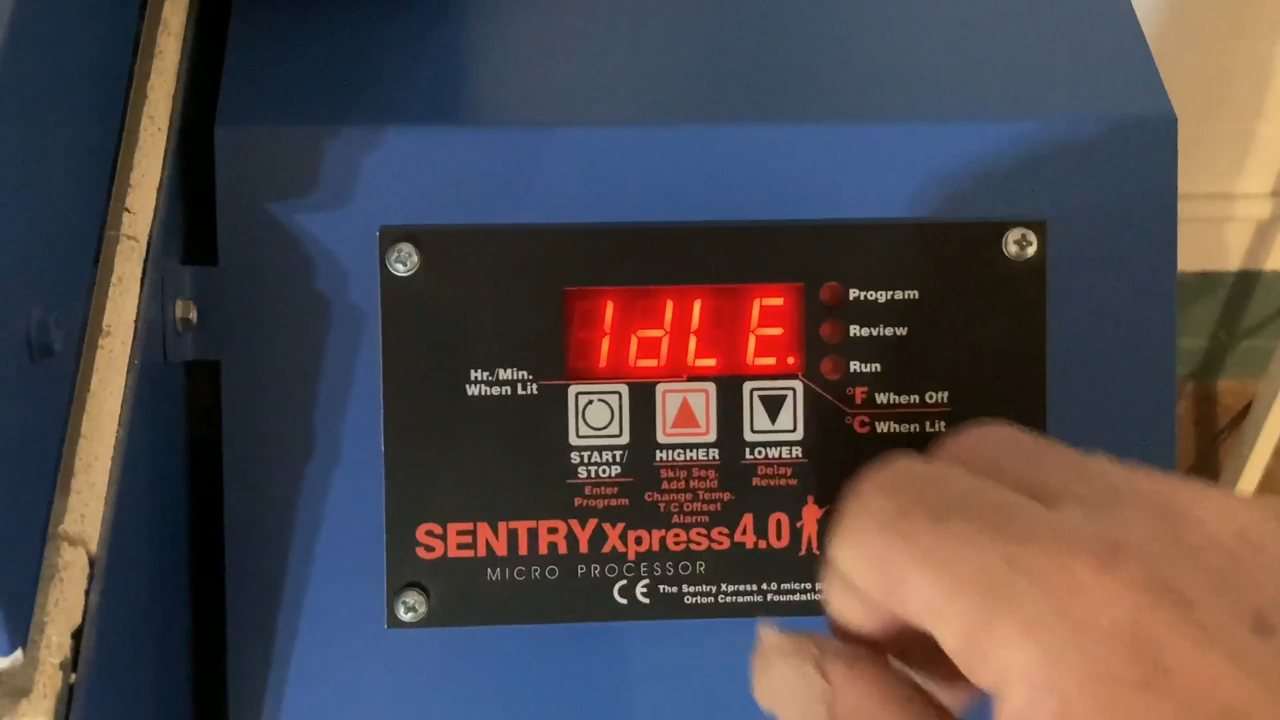 IdLE.
Program
Review
Run
Hr./Min.
When Lit
°F When Off
°C When Lit
START/
STOP
Enter
Program
HIGHER
Skip Seg.
Add Hold
Change Temp.
T/C Offset
Alarm
LOWER
Delay
Review
SENTRY Xpress 4.0
MICRO PROCESSOR
CE The Sentry Xpress 4.0 micro
Orton Ceramic